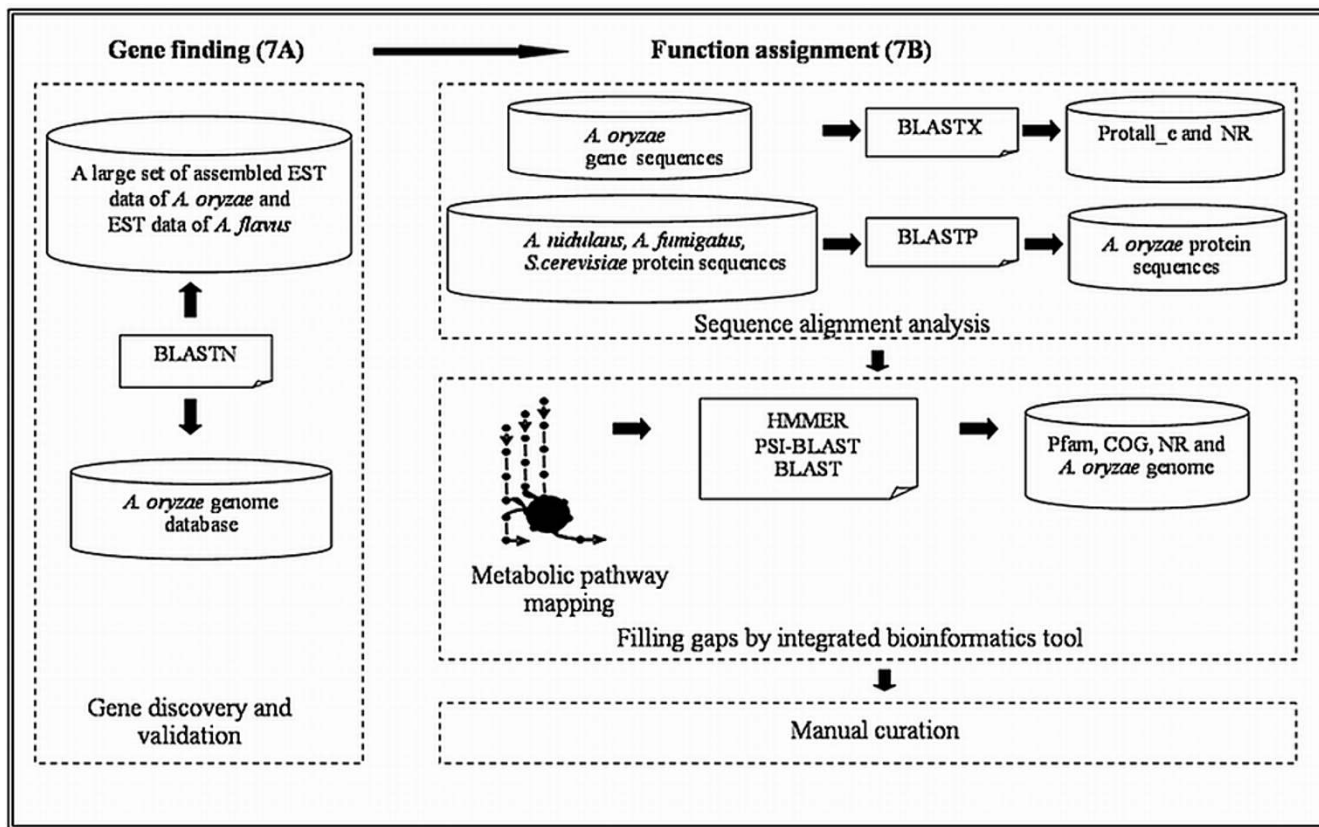 Gene finding (7A)
Function assignment (7B)
A large set of assembled EST
data of A. oryzae and
EST data of A. flavus
BLASTN
A. oryzae genome
database
Gene discovery and
validation
A. oryzae
gene sequences
BLASTX
Protall_e and NR
A. nidulans, A. fumigatus,
S.cerevisiae protein sequences
BLASTP
A. oryzae protein
sequences
Sequence alignment analysis
Metabolic pathway
mapping
HMMER
PSI-BLAST
BLAST
Pfam, COG, NR and
A. oryzae genome
Filling gaps by integrated bioinformatics tool
Manual curation